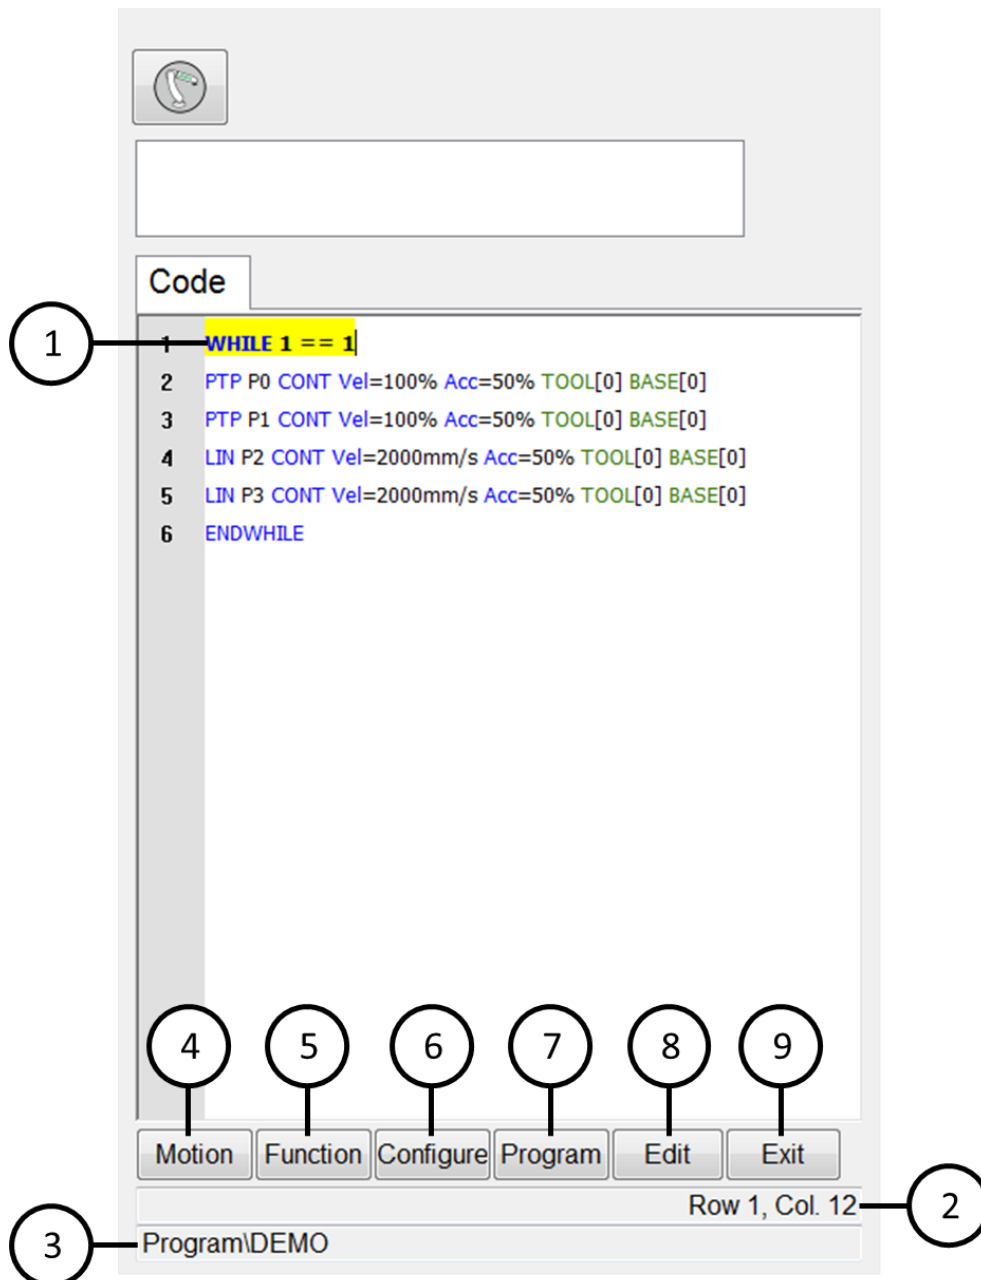 Code
1 1 WHILE 1 == 1
2 PTP P0 CONT Vel=100% Acc=50% TOOL[0] BASE[0]
3 PTP P1 CONT Vel=100% Acc=50% TOOL[0] BASE[0]
4 LIN P2 CONT Vel=2000mm/s Acc=50% TOOL[0] BASE[0]
5 LIN P3 CONT Vel=2000mm/s Acc=50% TOOL[0] BASE[0]
6 ENDWHILE
4 5 6 7 8 9
Motion Function Configure Program Edit Exit
Row 1, Col. 12 2
3 Program\DEMO